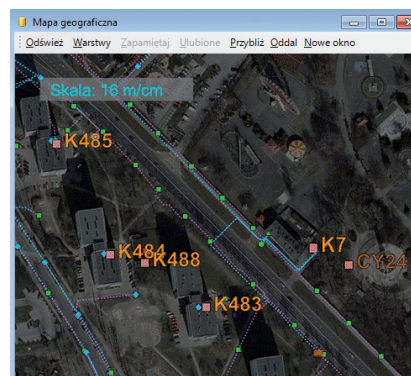 Mapa geograficzna
Odśwież Warstwy Zapamiętaj Ulubione Przybliż Oddal Nowe okno
Skala: 16 m/cm
K485
K7
K484
K488
CY24
K483